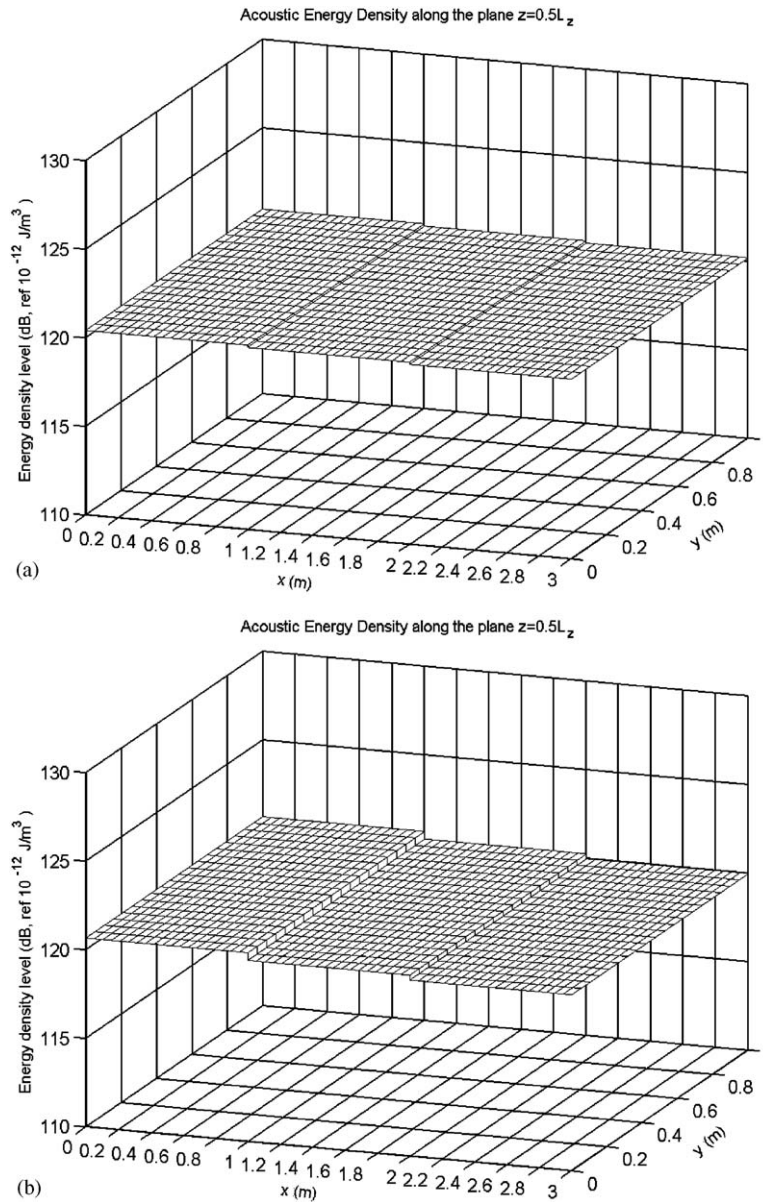 Acoustic Energy Density along the plane z=0.5Lz
Energy density level (dB, ref 10⁻¹² J/m³)
130
125
120
115
110
0 0.2 0.4 0.6 0.8 1 1.2 1.4 1.6 1.8 2 2.2 2.4 2.6 2.8 3
x (m)
0 0.2 0.4 0.6 0.8
y (m)
(a)
Acoustic Energy Density along the plane z=0.5Lz
Energy density level (dB, ref 10⁻¹² J/m³)
130
125
120
115
110
0 0.2 0.4 0.6 0.8 1 1.2 1.4 1.6 1.8 2 2.2 2.4 2.6 2.8 3
x (m)
0 0.2 0.4 0.6 0.8
y (m)
(b)